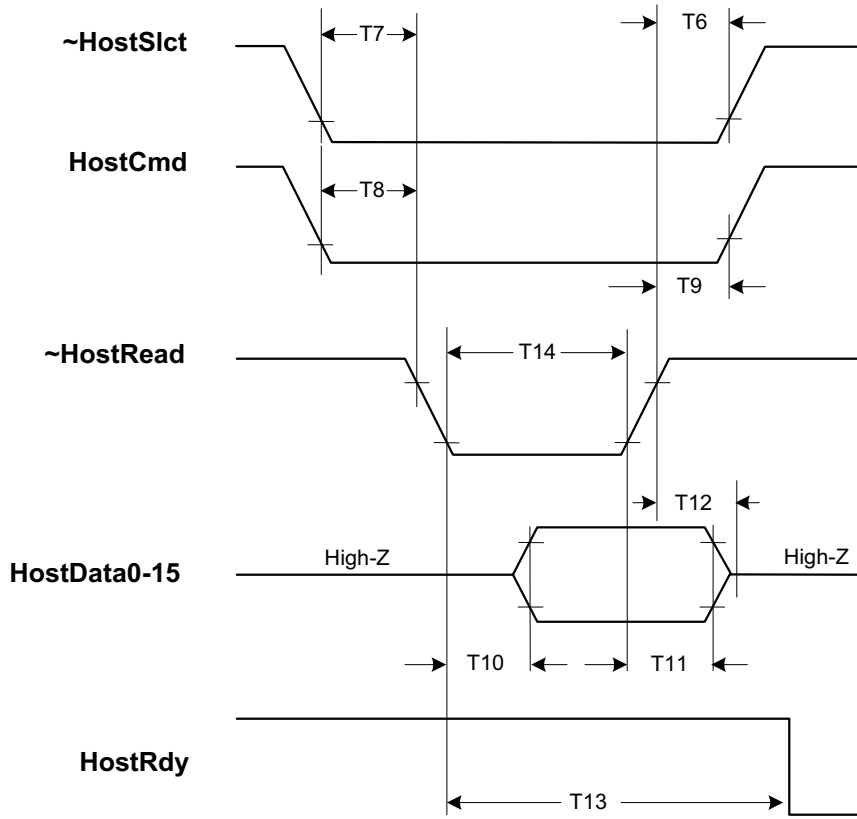 ~HostSlct
T7
T6
HostCmd
T8
T9
~HostRead
T14
T12
HostData0-15
High-Z
High-Z
T10
T11
HostRdy
T13